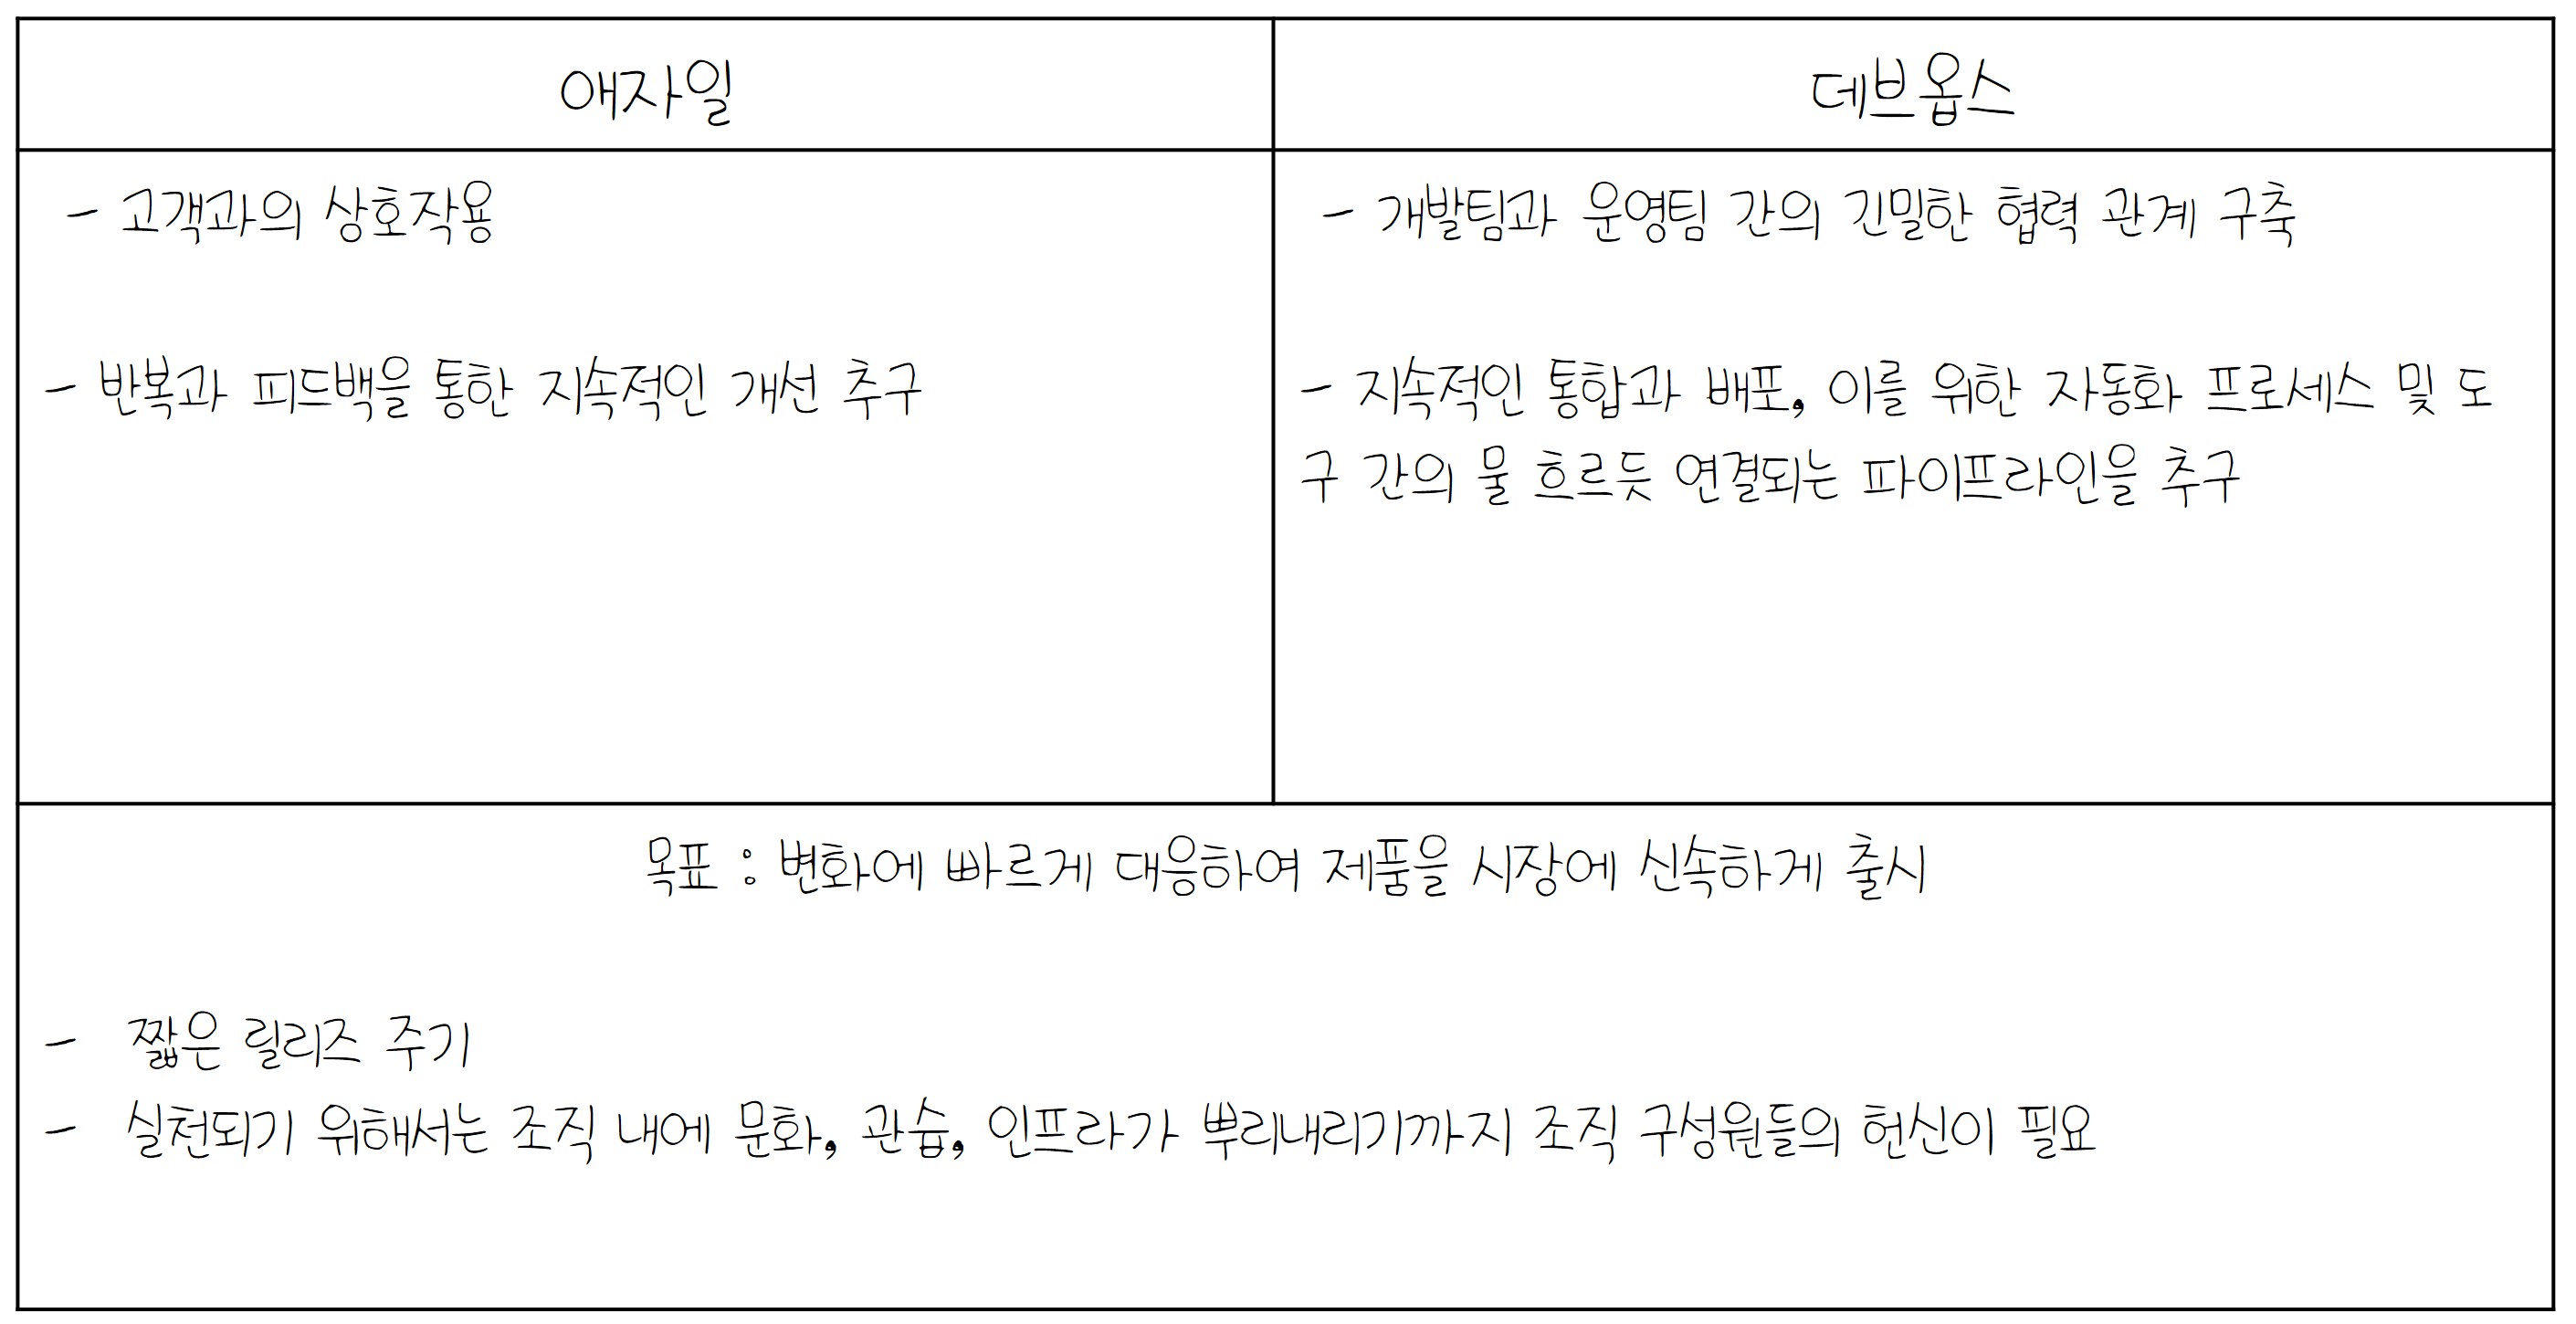 애자일
데브옵스
- 고객과의 상호작용
- 반복과 피드백을 통한 지속적인 개선 추구
- 개발팀과 운영팀 간의 긴밀한 협력 관계 구축
- 지속적인 통합과 배포, 이를 위한 자동화 프로세스 및 도
구 간의 물 흐르듯 연결되는 파이프라인을 추구
목표 : 변화에 빠르게 대응하여 제품을 시장에 신속하게 출시
- 짧은 릴리즈 주기
- 실천되기 위해서는 조직 내에 문화, 관습, 인프라가 뿌리내리기까지 조직 구성원들의 헌신이 필요